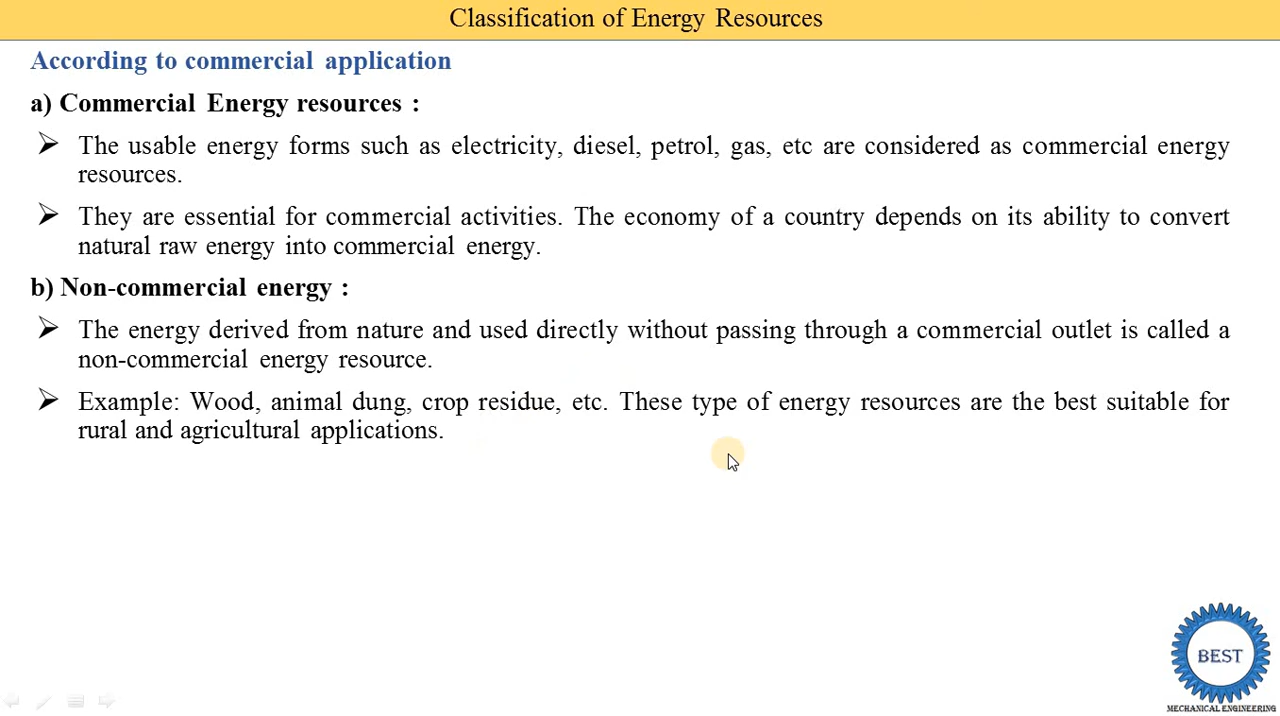 Classification of Energy Resources
According to commercial application
a) Commercial Energy resources :
The usable energy forms such as electricity, diesel, petrol, gas, etc are considered as commercial energy
resources.
They are essential for commercial activities. The economy of a country depends on its ability to convert
natural raw energy into commercial energy.
b) Non-commercial energy :
The energy derived from nature and used directly without passing through a commercial outlet is called a
non-commercial energy resource.
Example: Wood, animal dung, crop residue, etc. These type of energy resources are the best suitable for
rural and agricultural applications.
BEST
MECHANICAL ENGINEERING